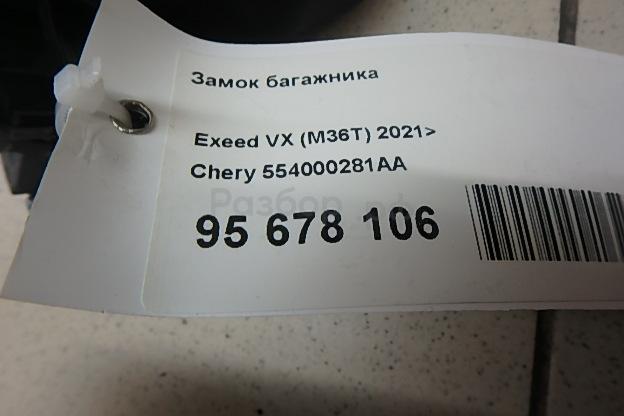 Замок багажника
Exeed VX (M36T) 2021>
Chery 554000281AA
95 678 106